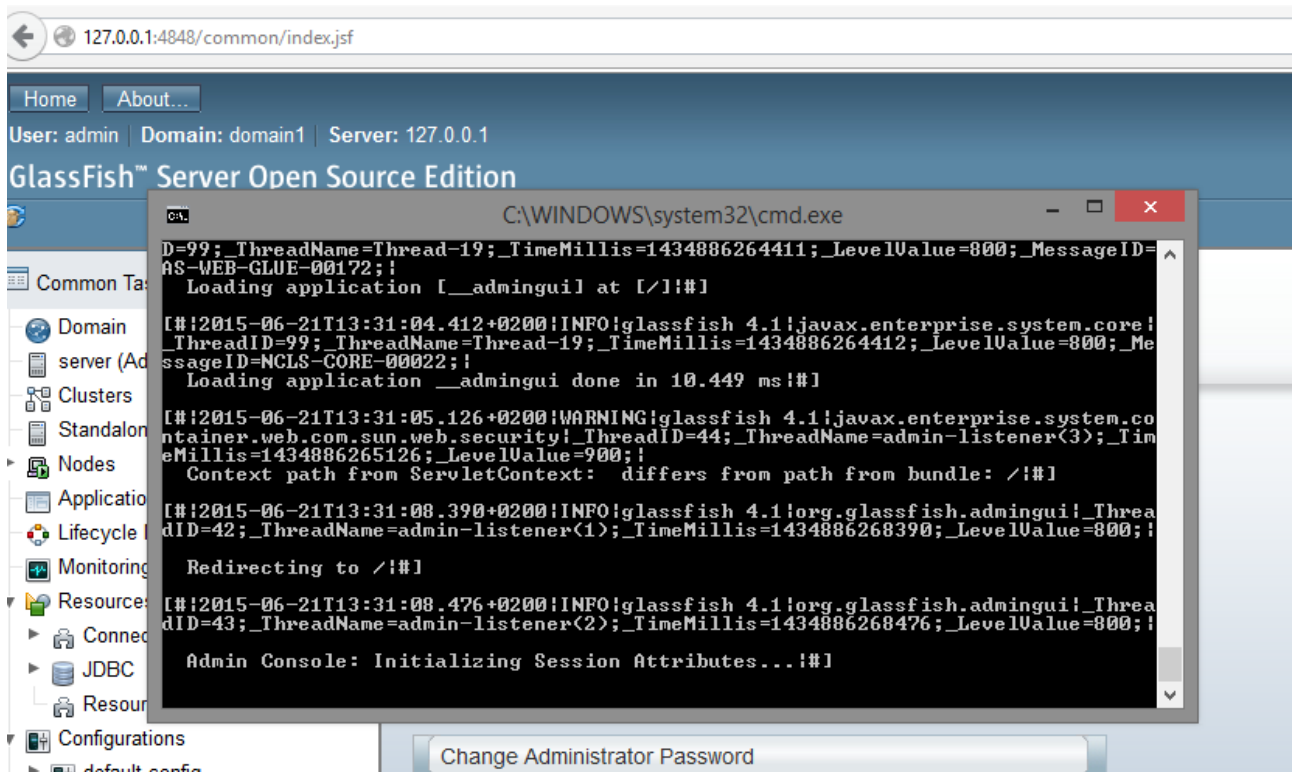 127.0.0.1:4848/common/index.jsf
Home About...
User: admin Domain: domain1 Server: 127.0.0.1
GlassFish™ Server Open Source Edition
C:\WINDOWS\system32\cmd.exe
D=99;_ThreadName=Thread-19;_TimeMillis=1434886264411;_LevelValue=800;_MessageID=
AS-WEB-GLUE-00172;¦
Loading application [__admingui] at [/]¦#]
[#¦2015-06-21T13:31:04.412+0200¦INFO¦glassfish 4.1¦javax.enterprise.system.core¦
_ThreadID=99;_ThreadName=Thread-19;_TimeMillis=1434886264412;_LevelValue=800;_Me
ssageID=NCLS-CORE-00022;¦
Loading application __admingui done in 10.449 ms¦#]
[#¦2015-06-21T13:31:05.126+0200¦WARNING¦glassfish 4.1¦javax.enterprise.system.co
ntainer.web.com.sun.web.security¦_ThreadID=44;_ThreadName=admin-listener(3);_Tim
eMillis=1434886265126;_LevelValue=900;¦
Context path from ServletContext:  differs from path from bundle: /¦#]
[#¦2015-06-21T13:31:08.390+0200¦INFO¦glassfish 4.1¦org.glassfish.admingui¦_Threa
dID=42;_ThreadName=admin-listener(1);_TimeMillis=1434886268390;_LevelValue=800;¦
Redirecting to /¦#]
[#¦2015-06-21T13:31:08.476+0200¦INFO¦glassfish 4.1¦org.glassfish.admingui¦_Threa
dID=43;_ThreadName=admin-listener(2);_TimeMillis=1434886268476;_LevelValue=800;¦
Admin Console: Initializing Session Attributes...¦#]
Common Ta
Domain
server (Ad
Clusters
Standalon
Nodes
Applicatio
Lifecycle
Monitoring
Resource
Connec
JDBC
Resour
Configurations
default-config
Change Administrator Password